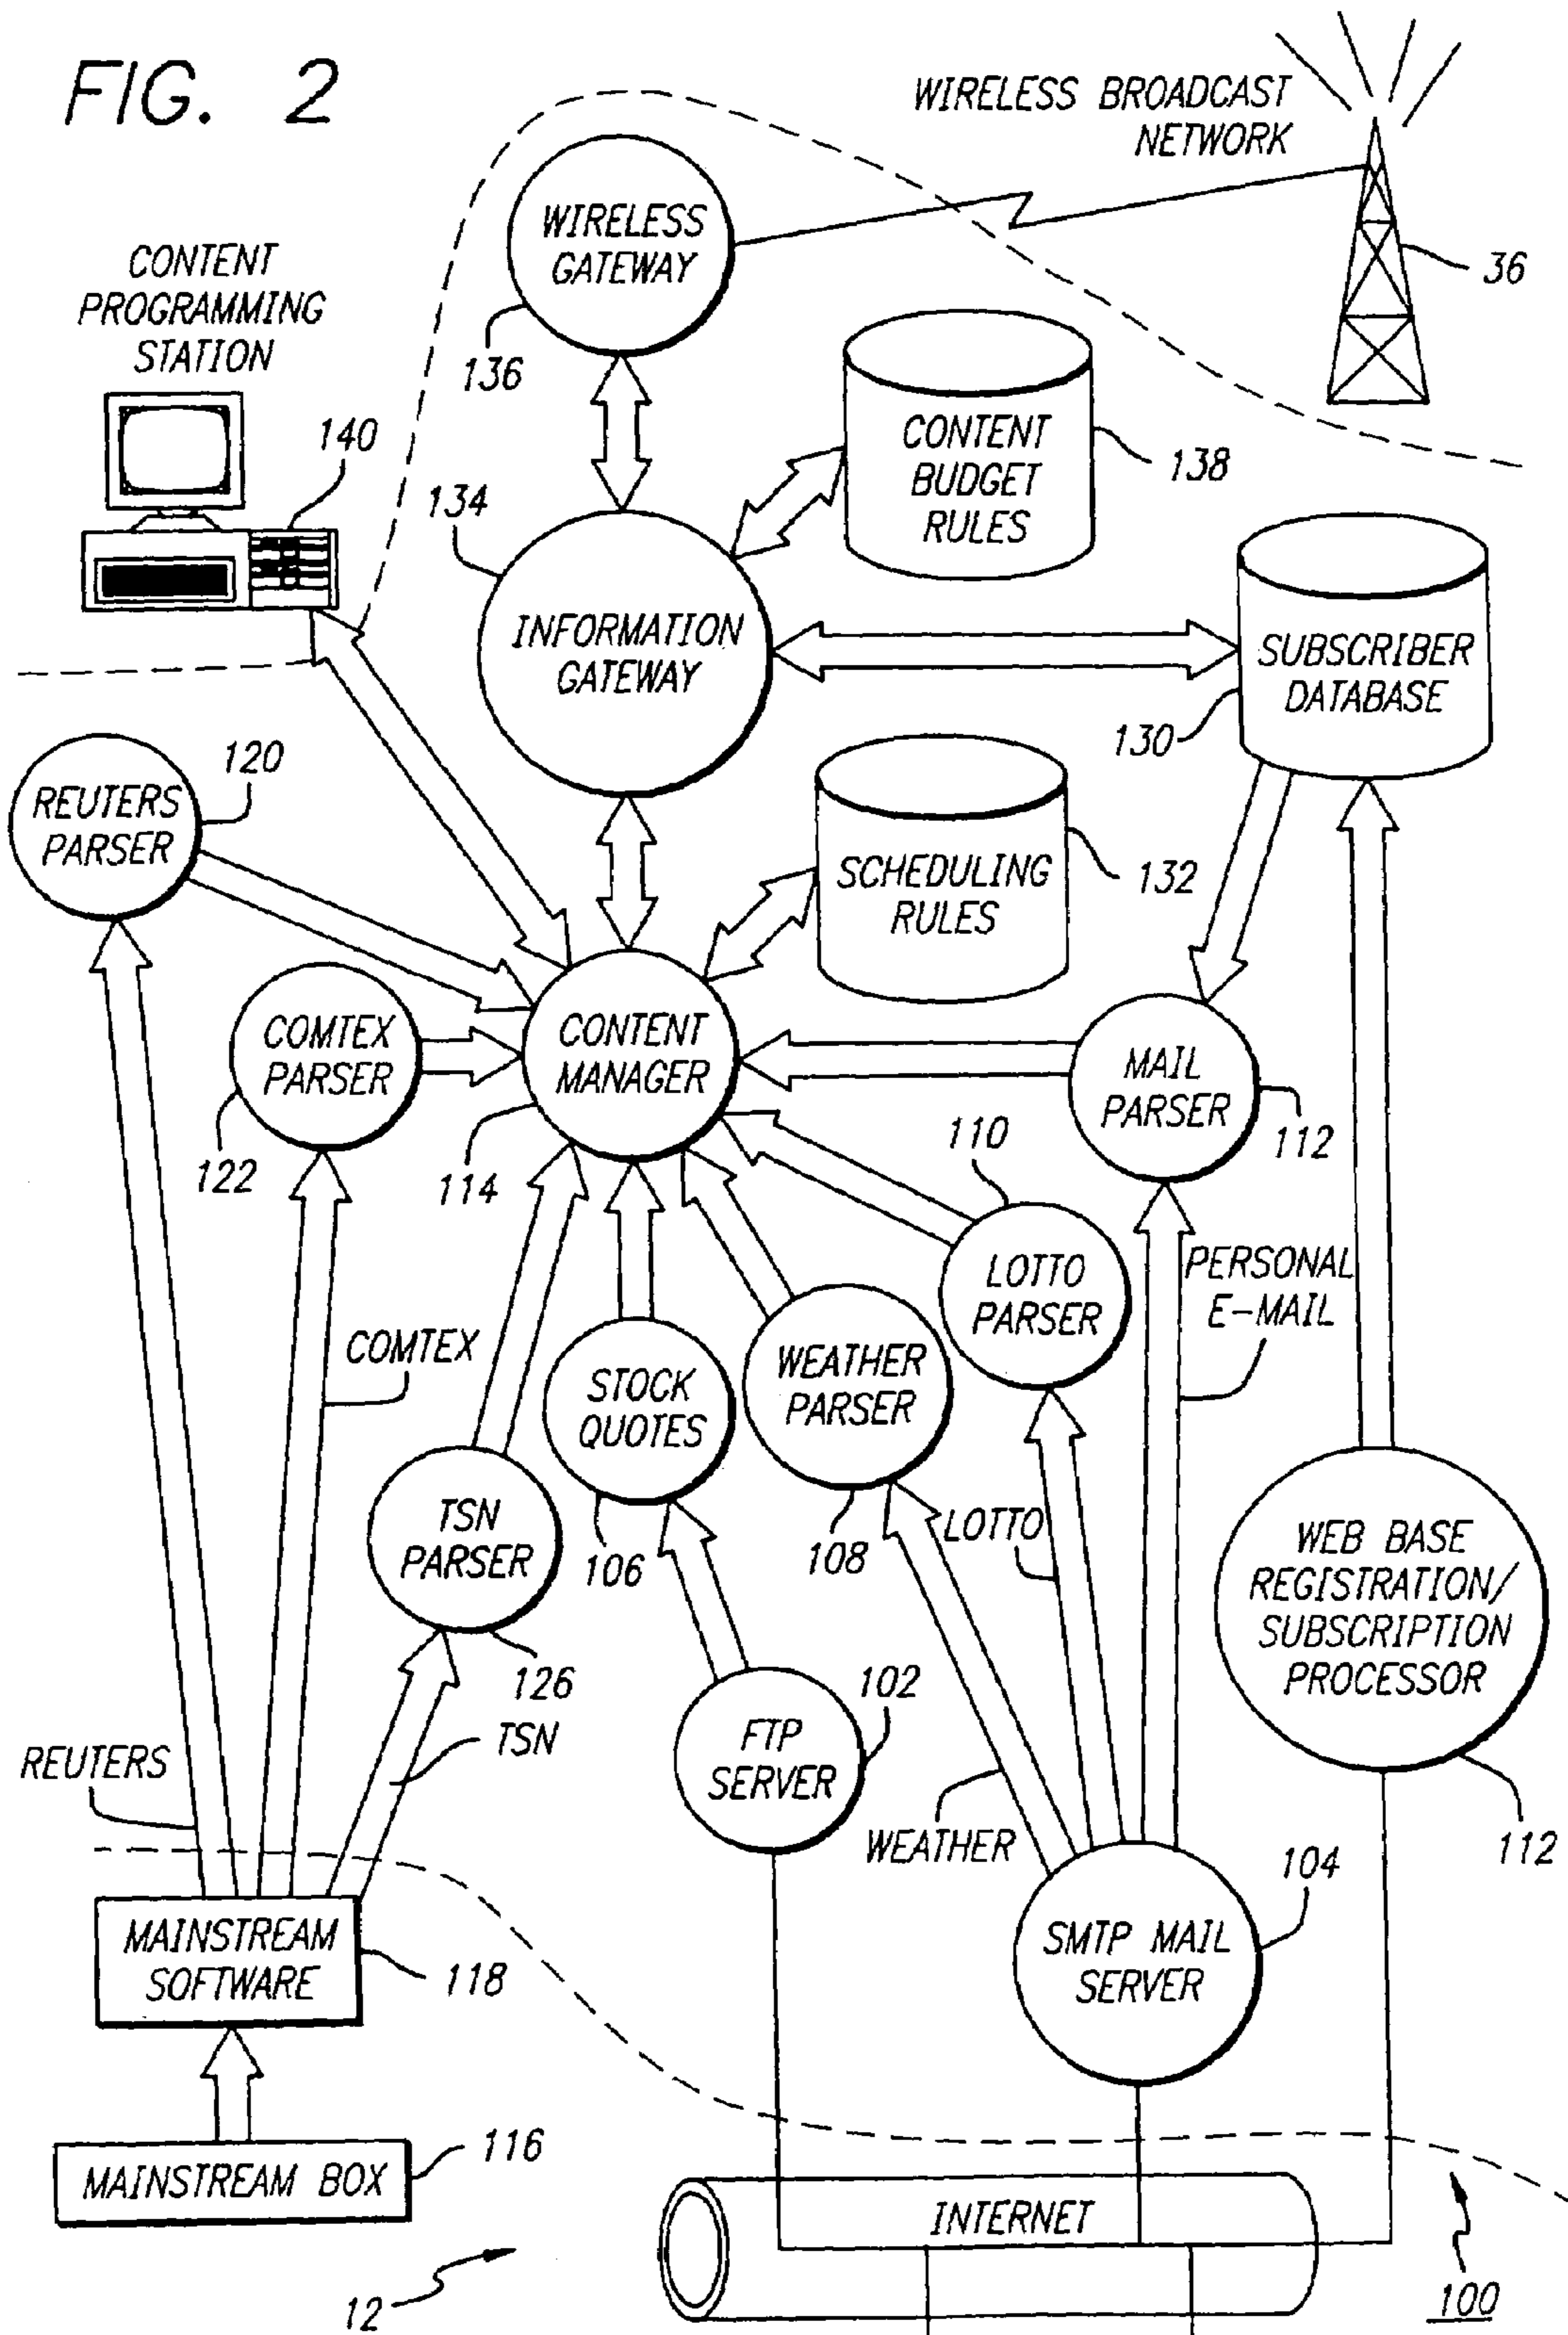 FIG. 2
WIRELESS BROADCAST
NETWORK
36
WIRELESS
GATEWAY
136
CONTENT
PROGRAMMING
STATION
140
CONTENT
BUDGET
RULES
138
134
INFORMATION
GATEWAY
SUBSCRIBER
DATABASE
130
REUTERS
PARSER
120
SCHEDULING
RULES
132
COMTEX
PARSER
122
CONTENT
MANAGER
114
MAIL
PARSER
112
110
LOTTO
PARSER
PERSONAL
E-MAIL
COMTEX
STOCK
QUOTES
106
WEATHER
PARSER
108
LOTTO
TSN
PARSER
126
TSN
WEB BASE
REGISTRATION/
SUBSCRIPTION
PROCESSOR
112
FTP
SERVER
102
REUTERS
WEATHER
104
SMTP MAIL
SERVER
MAINSTREAM
SOFTWARE
118
MAINSTREAM BOX
116
INTERNET
12
100